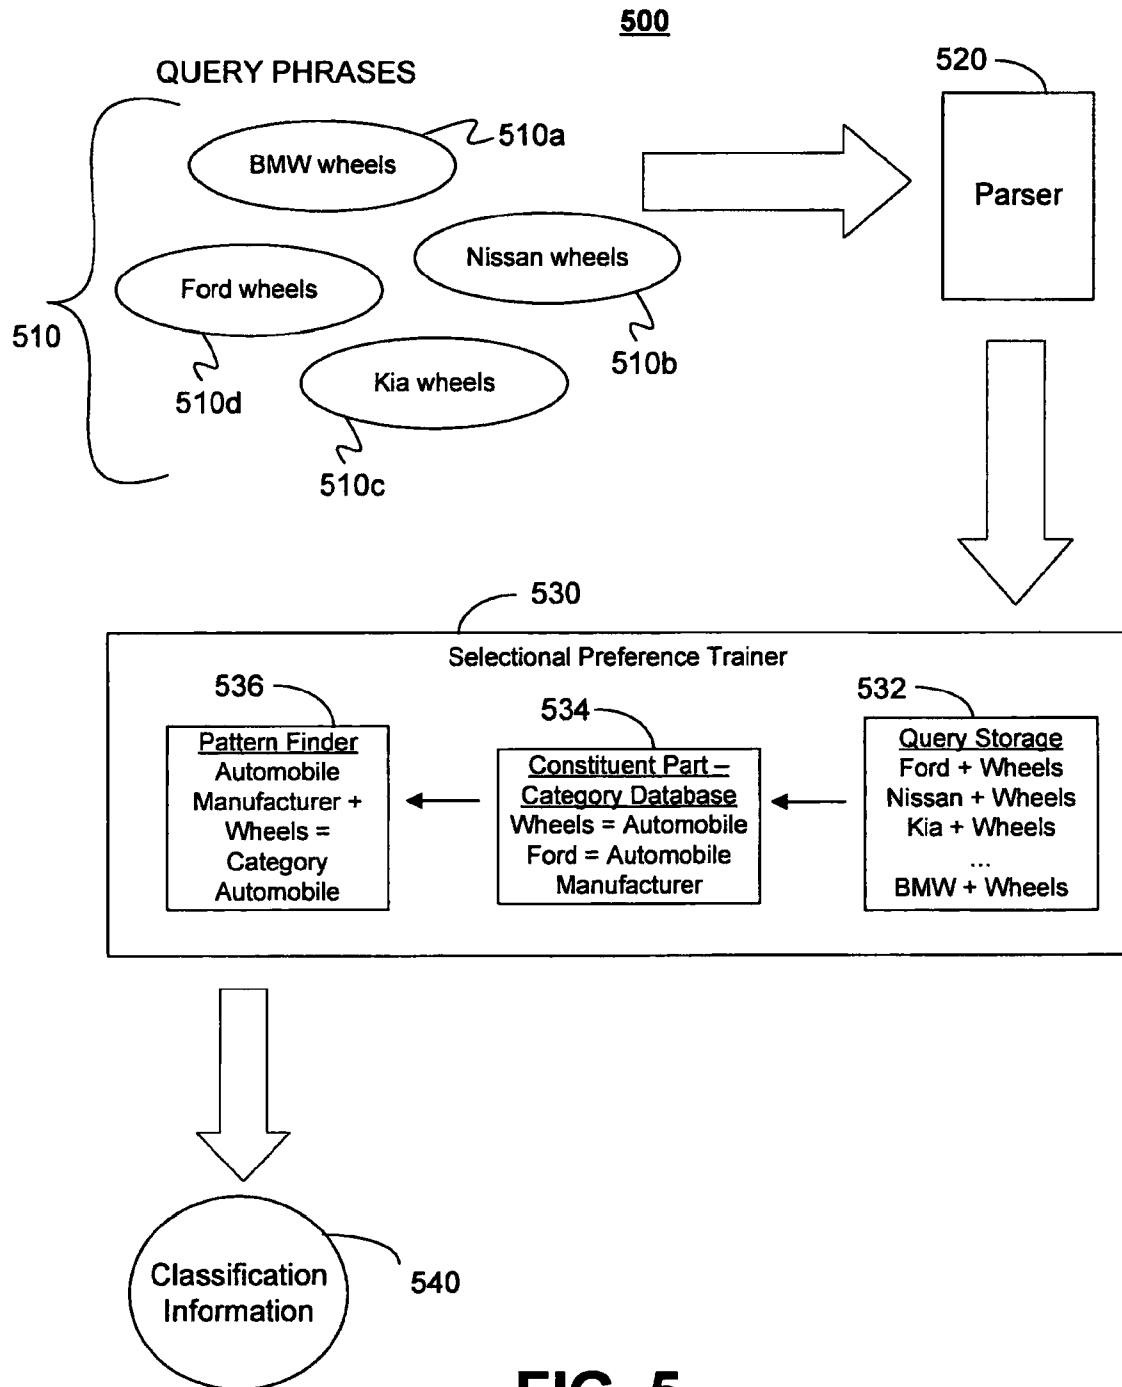 500
QUERY PHRASES
520
BMW wheels
510a
Parser
Nissan wheels
Ford wheels
510
510b
510d
Kia wheels
510c
530
Selectional Preference Trainer
536
Pattern Finder
Automobile
Manufacturer +
Wheels =
Category
Automobile
534
Constituent Part –
Category Database
Wheels = Automobile
Ford = Automobile
Manufacturer
532
Query Storage
Ford + Wheels
Nissan + Wheels
Kia + Wheels
...
BMW + Wheels
Classification
Information
540
FIG. 5